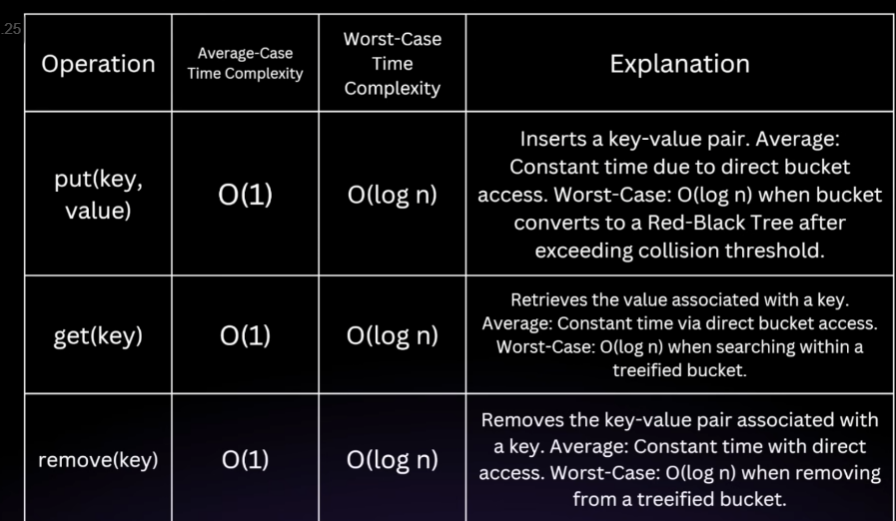 .25
Operation
Average-Case
Time Complexity
Worst-Case
Time
Complexity
Explanation
put(key,
value)
O(1)
O(log n)
Inserts a key-value pair. Average:
Constant time due to direct bucket
access. Worst-Case: O(log n) when bucket
converts to a Red-Black Tree after
exceeding collision threshold.
get(key)
O(1)
O(log n)
Retrieves the value associated with a key.
Average: Constant time via direct bucket access.
Worst-Case: O(log n) when searching within a
treeified bucket.
remove(key)
O(1)
O(log n)
Removes the key-value pair associated with
a key. Average: Constant time with direct
access. Worst-Case: O(log n) when removing
from a treeified bucket.